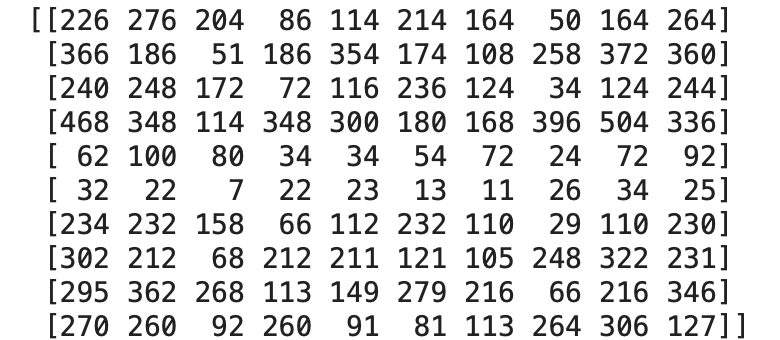 [[226 276 204  86 114 214 164  50 164 264]
 [366 186  51 186 354 174 108 258 372 360]
 [240 248 172  72 116 236 124  34 124 244]
 [468 348 114 348 300 180 168 396 504 336]
 [ 62 100  80  34  34  54  72  24  72  92]
 [ 32  22   7  22  23  13  11  26  34  25]
 [234 232 158  66 112 232 110  29 110 230]
 [302 212  68 212 211 121 105 248 322 231]
 [295 362 268 113 149 279 216  66 216 346]
 [270 260  92 260  91  81 113 264 306 127]]